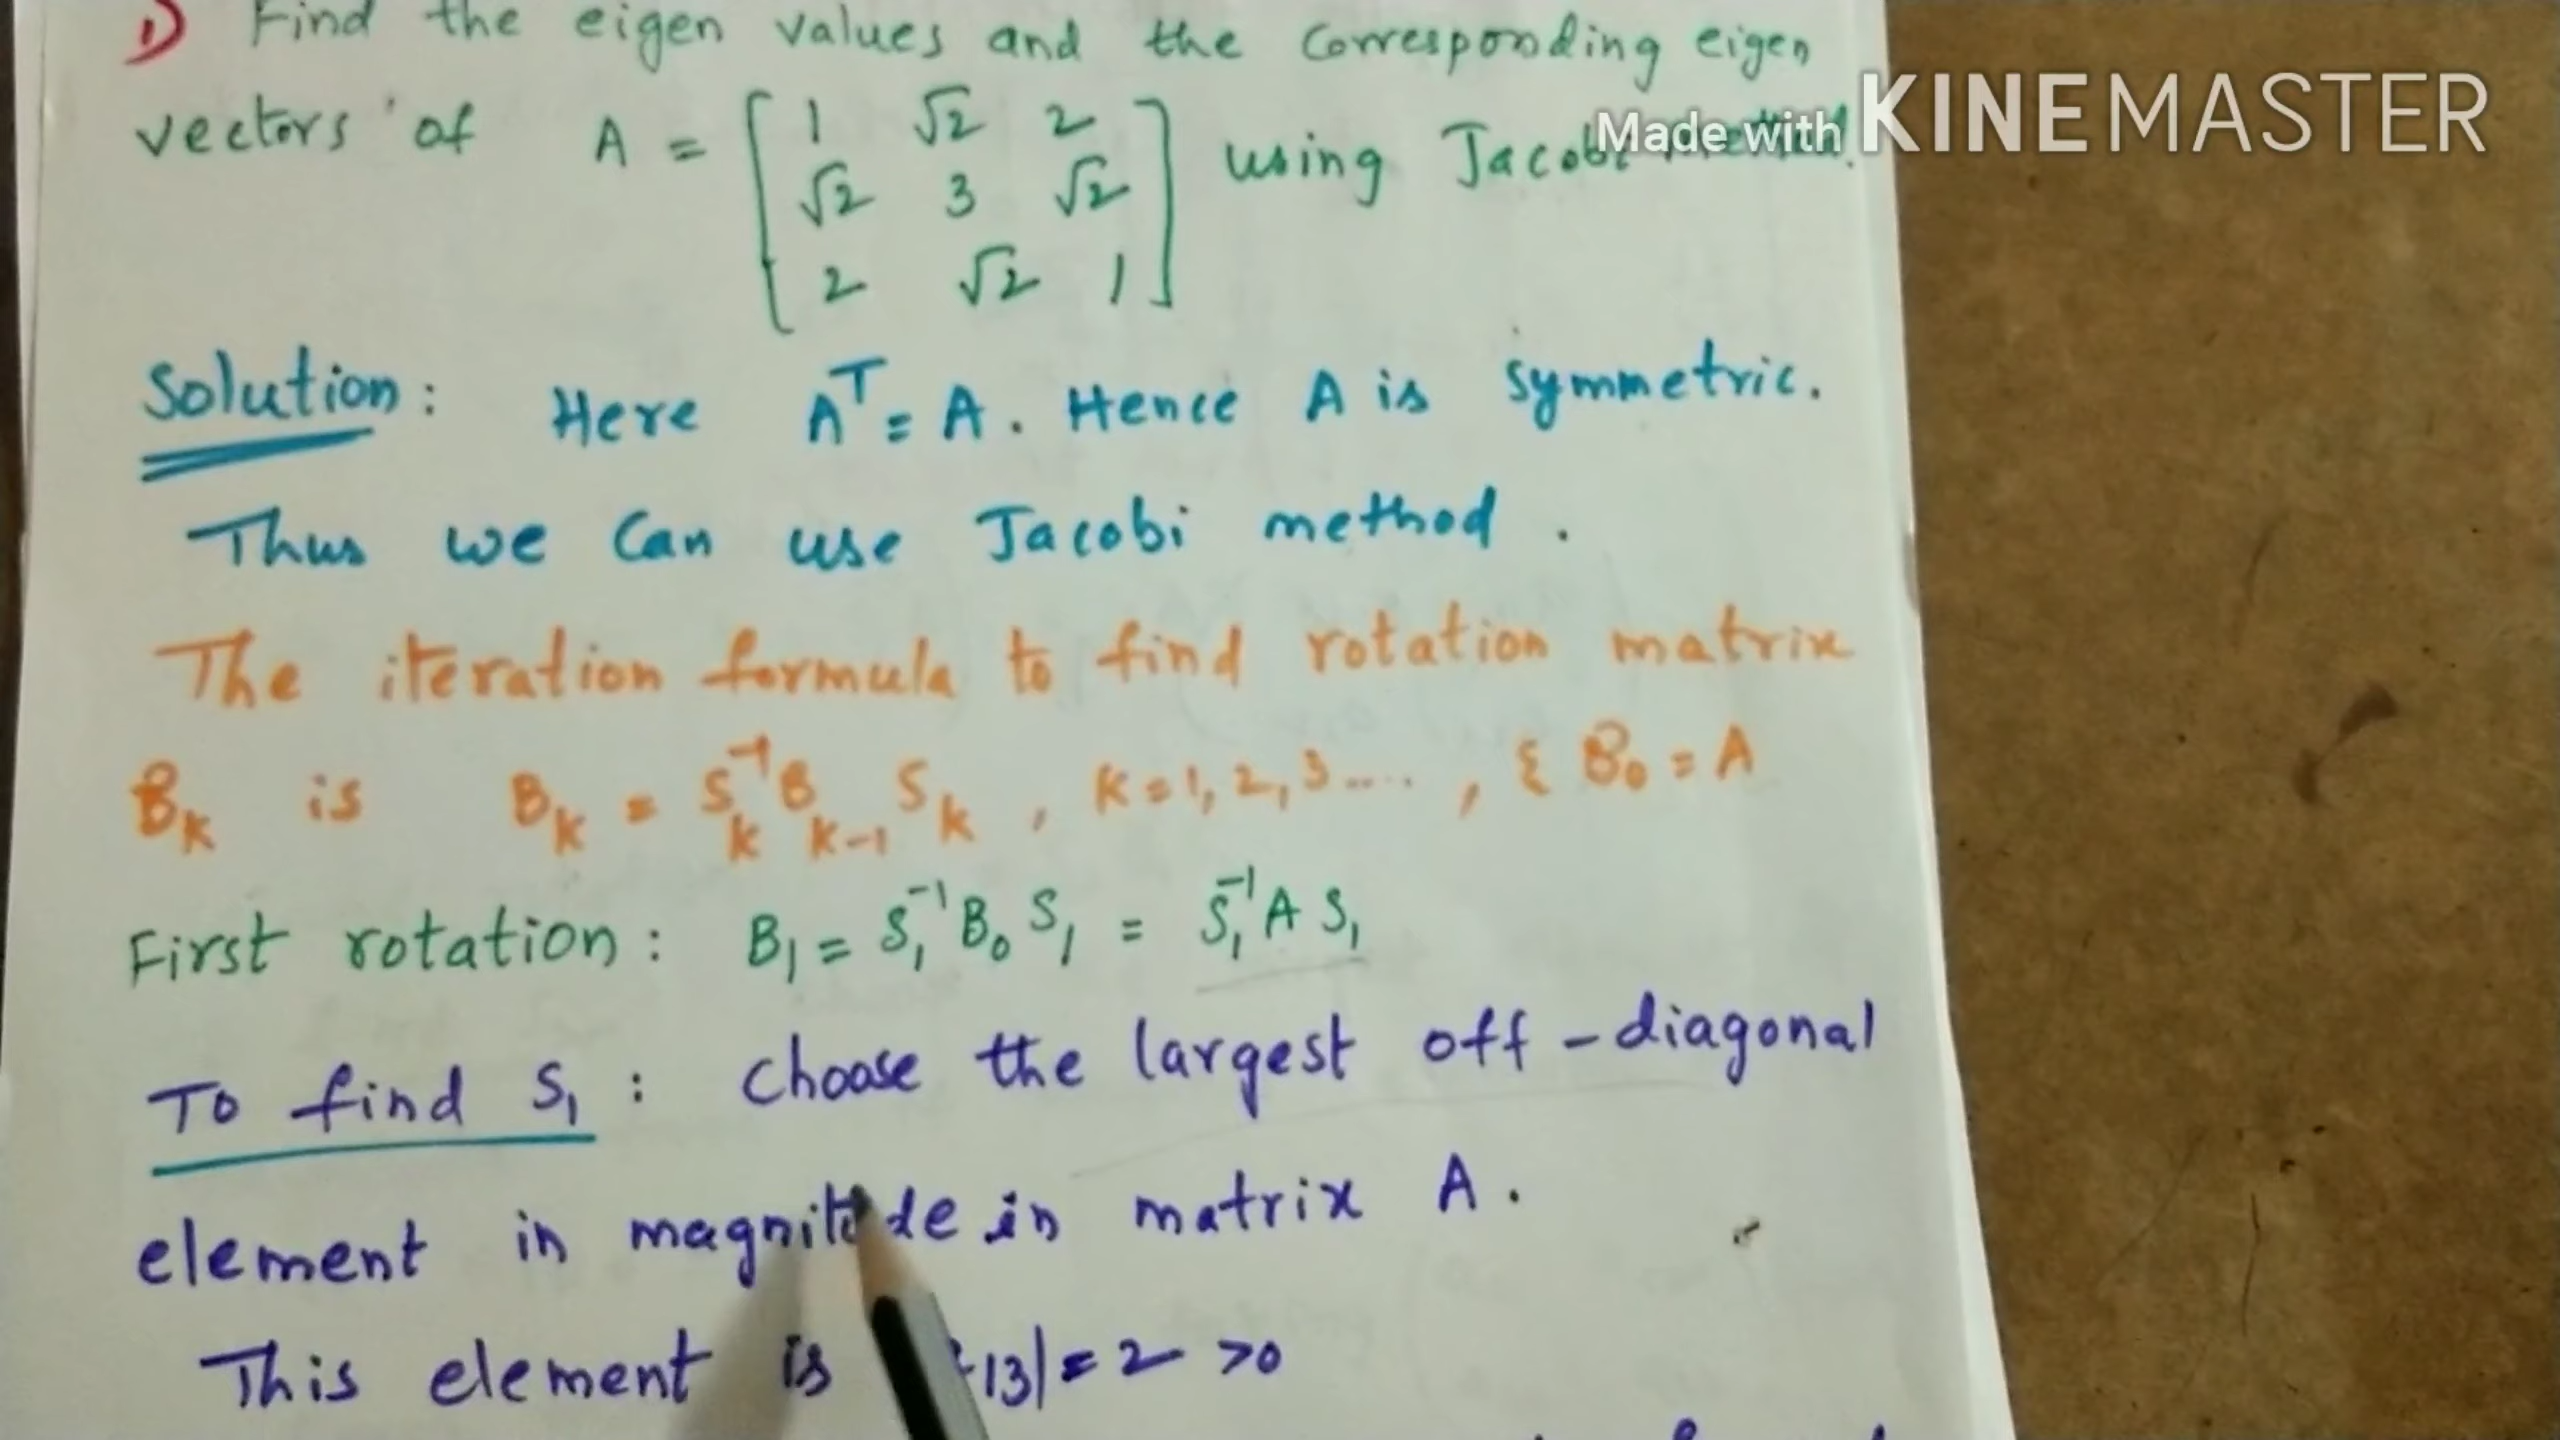 1) Find the eigen values and the corresponding eigen
vectors of A = [ 1 √2 2
√2 3 √2
2 √2 1 ] using Jacobi
Made with KINEMASTER
Solution : Here Aᵀ = A . Hence A is symmetric.
Thus we can use Jacobi method .
The iteration formula to find rotation matrix
Bₖ is Bₖ = Sₖ⁻¹ Bₖ₋₁ Sₖ , K = 1, 2, 3 .... , { B₀ = A
First rotation : B₁ = S₁⁻¹ B₀ S₁ = S₁⁻¹ A S₁
To find S₁ : choose the largest off - diagonal
element in magnitude in matrix A .
This element is 13| = 2 >0